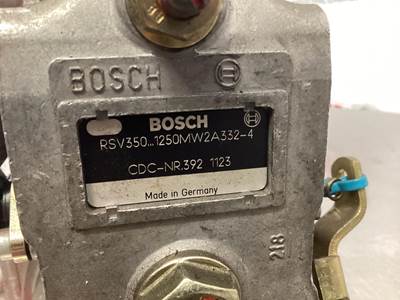 BOSCH
BOSCH
RSV350...1250MW2A332-4
CDC-NR.392 1123
Made in Germany
218